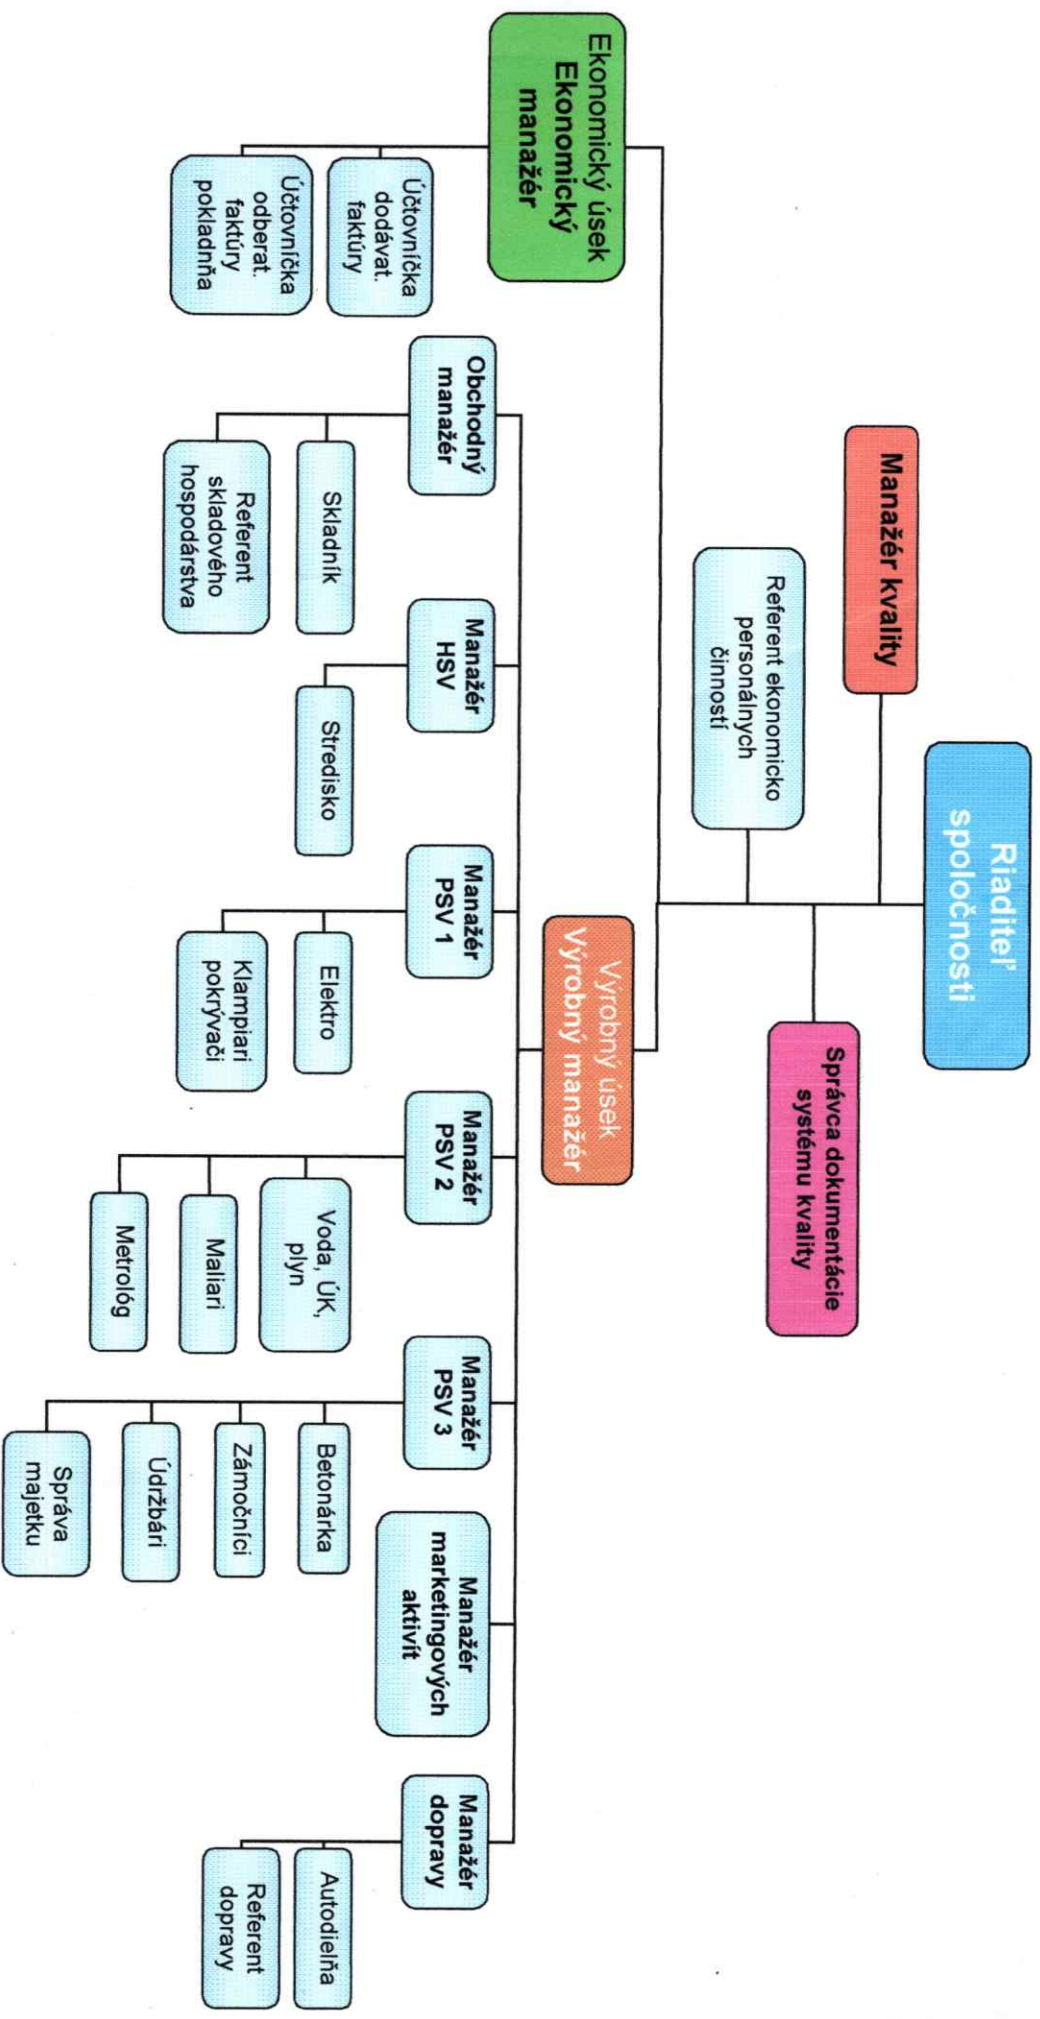 Riaditeľ
spoločnosti
Manažér kvality
Správca dokumentácie
systému kvality
Referent ekonomicko
personálnych
činností
Ekonomický úsek
Ekonomický
manažér
Výrobný úsek
Výrobný manažér
Účtovníčka
dodávat.
faktúry
Účtovníčka
odberat.
faktúry
pokladnňa
Obchodný
manažér
Skladník
Referent
skladového
hospodárstva
Manažér
HSV
Stredisko
Manažér
PSV 1
Elektro
Klampiari
pokrývači
Manažér
PSV 2
Voda, ÚK,
plyn
Maliari
Metrológ
Manažér
PSV 3
Betonárka
Zámočníci
Údržbári
Správa
majetku
Manažér
marketingových
aktivít
Manažér
dopravy
Autodielňa
Referent
dopravy